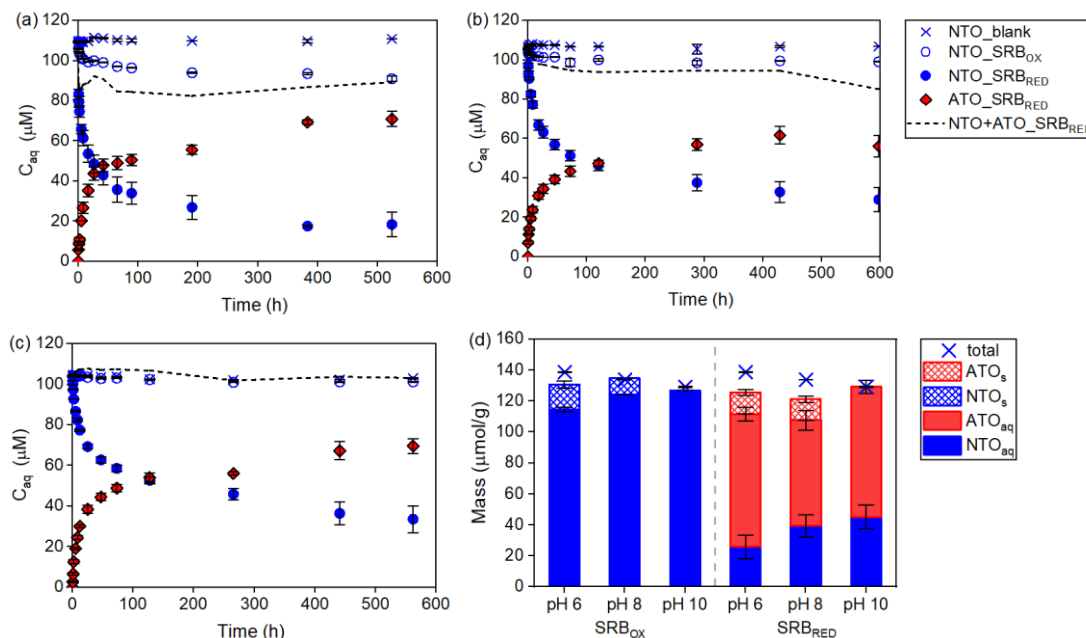 (a)
120
100
80
60
40
20
0
C_aq (μM)
0 100 200 300 400 500 600
Time (h)
(b)
120
100
80
60
40
20
0
C_aq (μM)
0 100 200 300 400 500 600
Time (h)
NTO_blank
NTO_SRB_OX
NTO_SRB_RED
ATO_SRB_RED
NTO+ATO_SRB_RED
(c)
120
100
80
60
40
20
0
C_aq (μM)
0 100 200 300 400 500 600
Time (h)
(d)
160
140
120
100
80
60
40
20
0
Mass (μmol/g)
pH 6 pH 8 pH 10 pH 6 pH 8 pH 10
SRB_OX SRB_RED
total
ATO_s
NTO_s
ATO_aq
NTO_aq